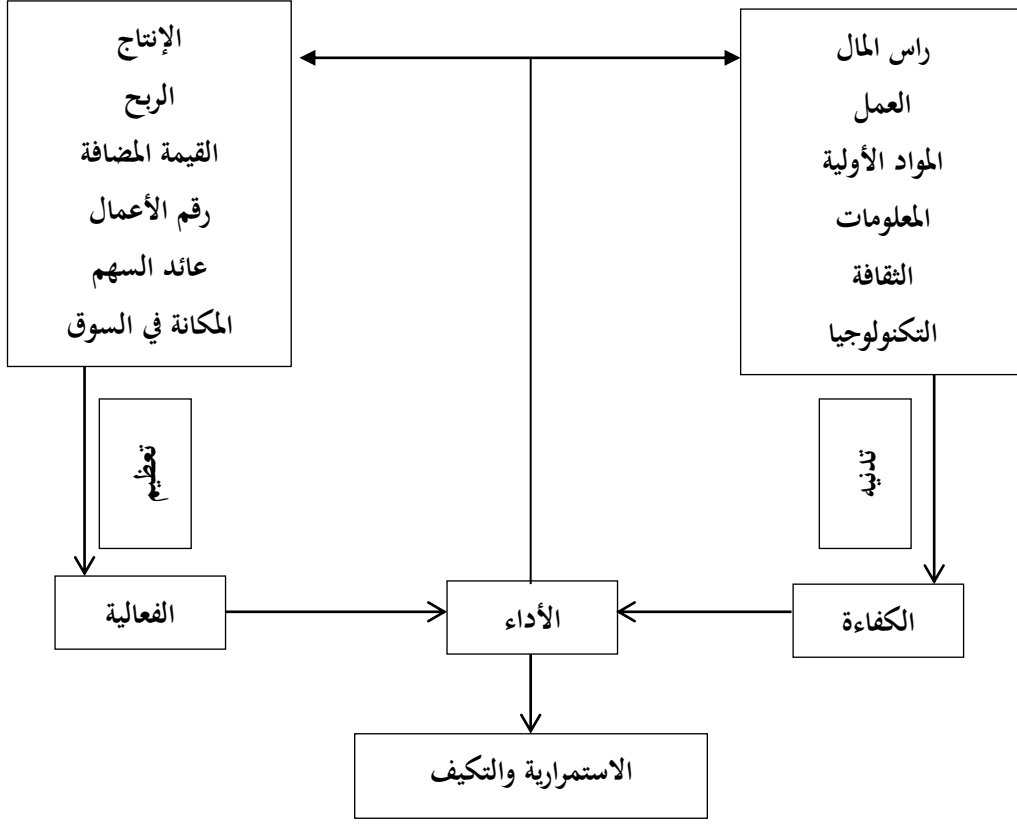 راس المال
العمل
المواد الأولية
المعلومات
الثقافة
التكنولوجيا
الإنتاج
الربح
القيمة المضافة
رقم الأعمال
عائد السهم
المكانة في السوق
تدنيه
تعظيم
الكفاءة
الأداء
الفعالية
الاستمرارية والتكيف